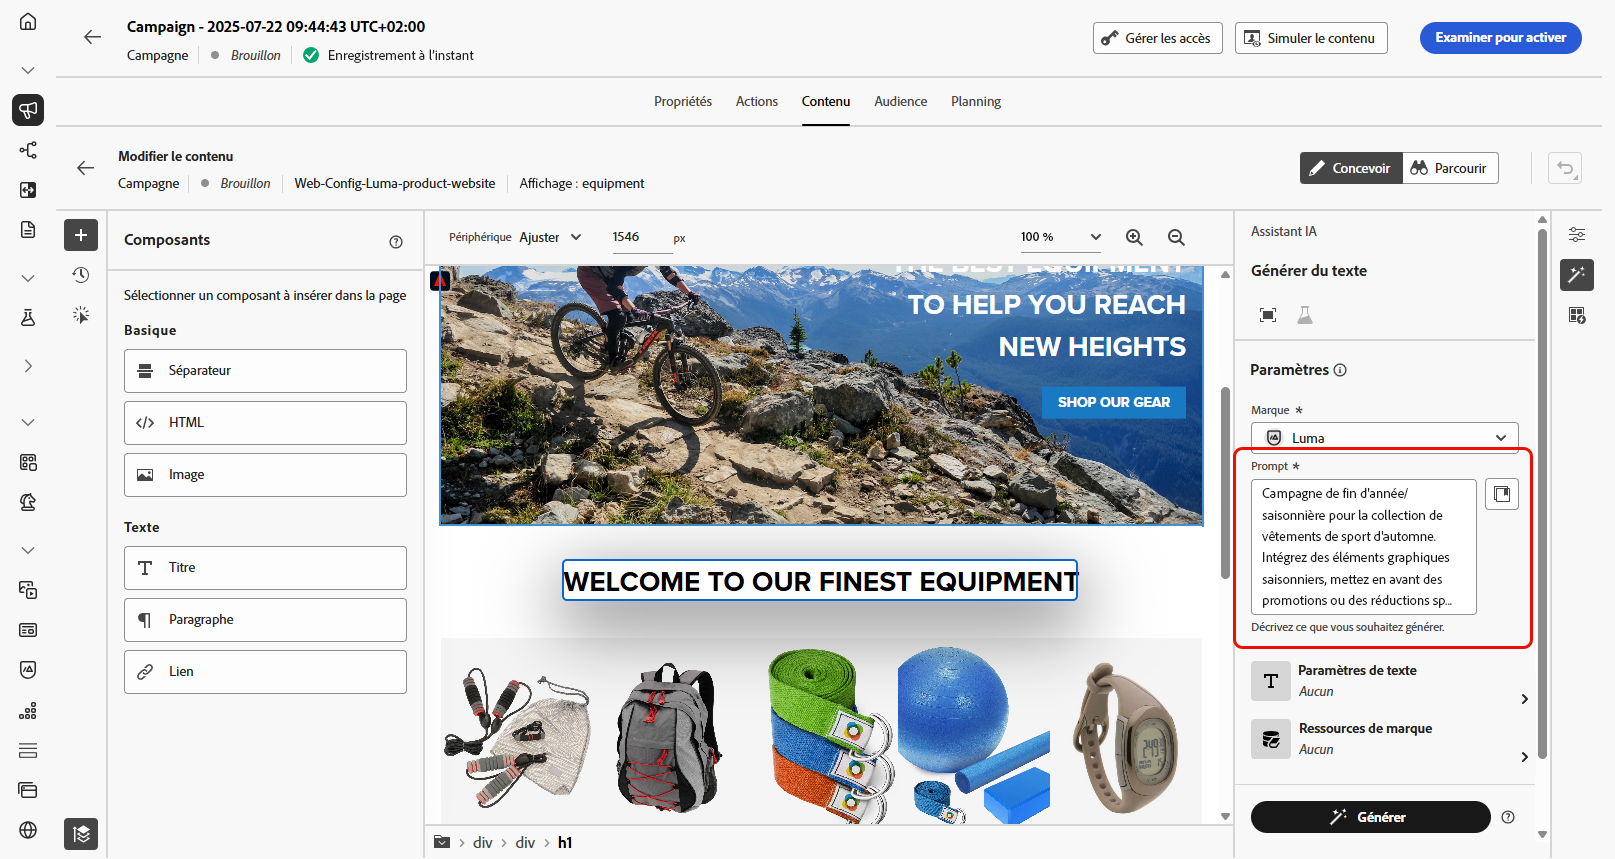 Campaign - 2025-07-22 09:44:43 UTC+02:00
Campagne
Brouillon
Enregistrement à l'instant
Gérer les accès
Simuler le contenu
Examiner pour activer
Propriétés
Actions
Contenu
Audience
Planning
Modifier le contenu
Campagne
Brouillon
Web-Config-Luma-product-website
Affichage : equipment
Concevoir
Parcourir
Composants
Sélectionner un composant à insérer dans la page
Basique
Séparateur
HTML
Image
Texte
Titre
Paragraphe
Lien
Périphérique
Ajuster
1546
px
100 %
THE BEST EQUIPMENT
TO HELP YOU REACH
NEW HEIGHTS
SHOP OUR GEAR
WELCOME TO OUR FINEST EQUIPMENT
div > div > h1
Assistant IA
Générer du texte
Paramètres
Marque *
Luma
Prompt *
Campagne de fin d'année/
saisonnière pour la collection de
vêtements de sport d'automne.
Intégrez des éléments graphiques
saisonniers, mettez en avant des
promotions ou des réductions sp...
Décrivez ce que vous souhaitez générer.
Paramètres de texte
Aucun
Ressources de marque
Aucun
Générer